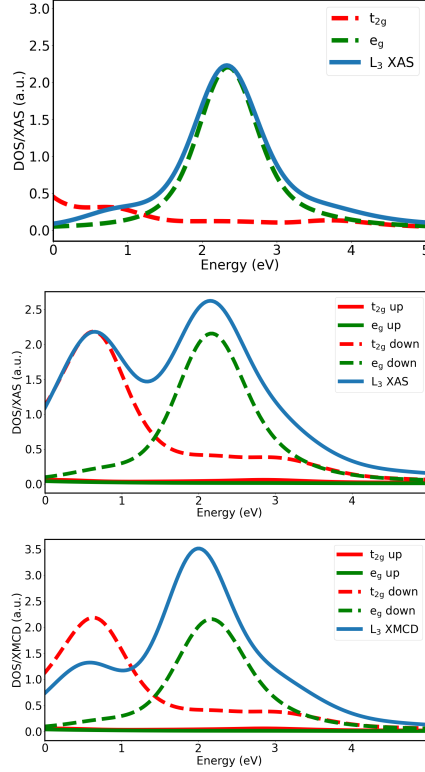 3.0
2.5
2.0
1.5
1.0
0.5
0.0
DOS/XAS (a.u.)
t2g
eg
L3 XAS
0 1 2 3 4 5
Energy (eV)
2.5
2.0
1.5
1.0
0.5
0.0
DOS/XAS (a.u.)
t2g up
eg up
t2g down
eg down
L3 XAS
0 1 2 3 4
Energy (eV)
3.5
3.0
2.5
2.0
1.5
1.0
0.5
0.0
DOS/XMCD (a.u.)
t2g up
eg up
t2g down
eg down
L3 XMCD
0 1 2 3 4
Energy (eV)